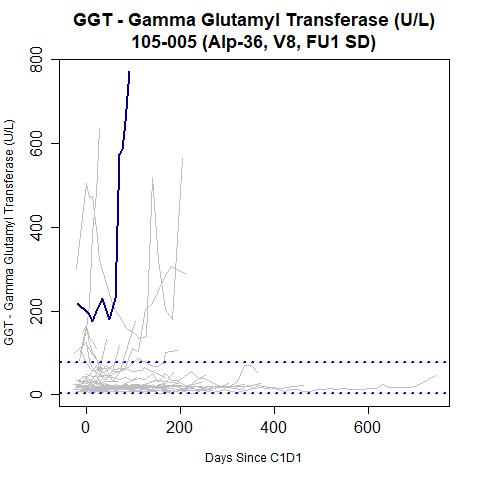 GGT - Gamma Glutamyl Transferase (U/L)
105-005 (Alp-36, V8, FU1 SD)
GGT - Gamma Glutamyl Transferase (U/L)
800
600
400
200
0
0
200
400
600
Days Since C1D1